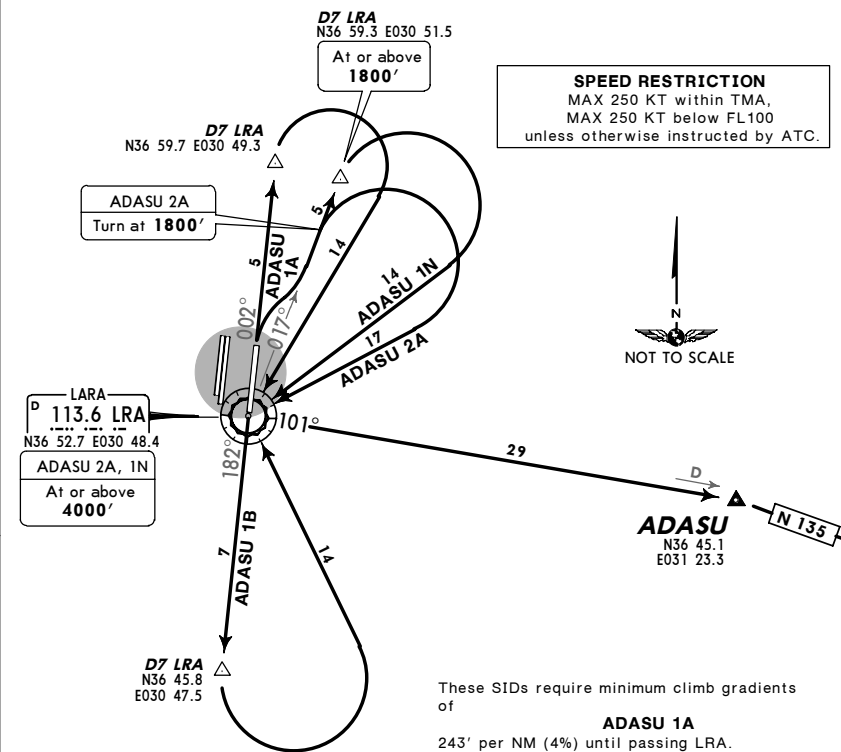 D7 LRA
N36 59.3 E030 51.5
At or above
1800'
SPEED RESTRICTION
MAX 250 KT within TMA,
MAX 250 KT below FL100
unless otherwise instructed by ATC.
D7 LRA
N36 59.7 E030 49.3
ADASU 2A
Turn at 1800'
5
ADASU
1A
5
14
14
ADASU 1N
17
ADASU 2A
002°
017°
N
NOT TO SCALE
LARA
D 113.6 LRA
N36 52.7 E030 48.4
ADASU 2A, 1N
At or above
4000'
101°
182°
29
D
ADASU
N36 45.1
E031 23.3
N 135
7
ADASU 1B
14
D7 LRA
N36 45.8
E030 47.5
These SIDs require minimum climb gradients
of
ADASU 1A
243' per NM (4%) until passing LRA.